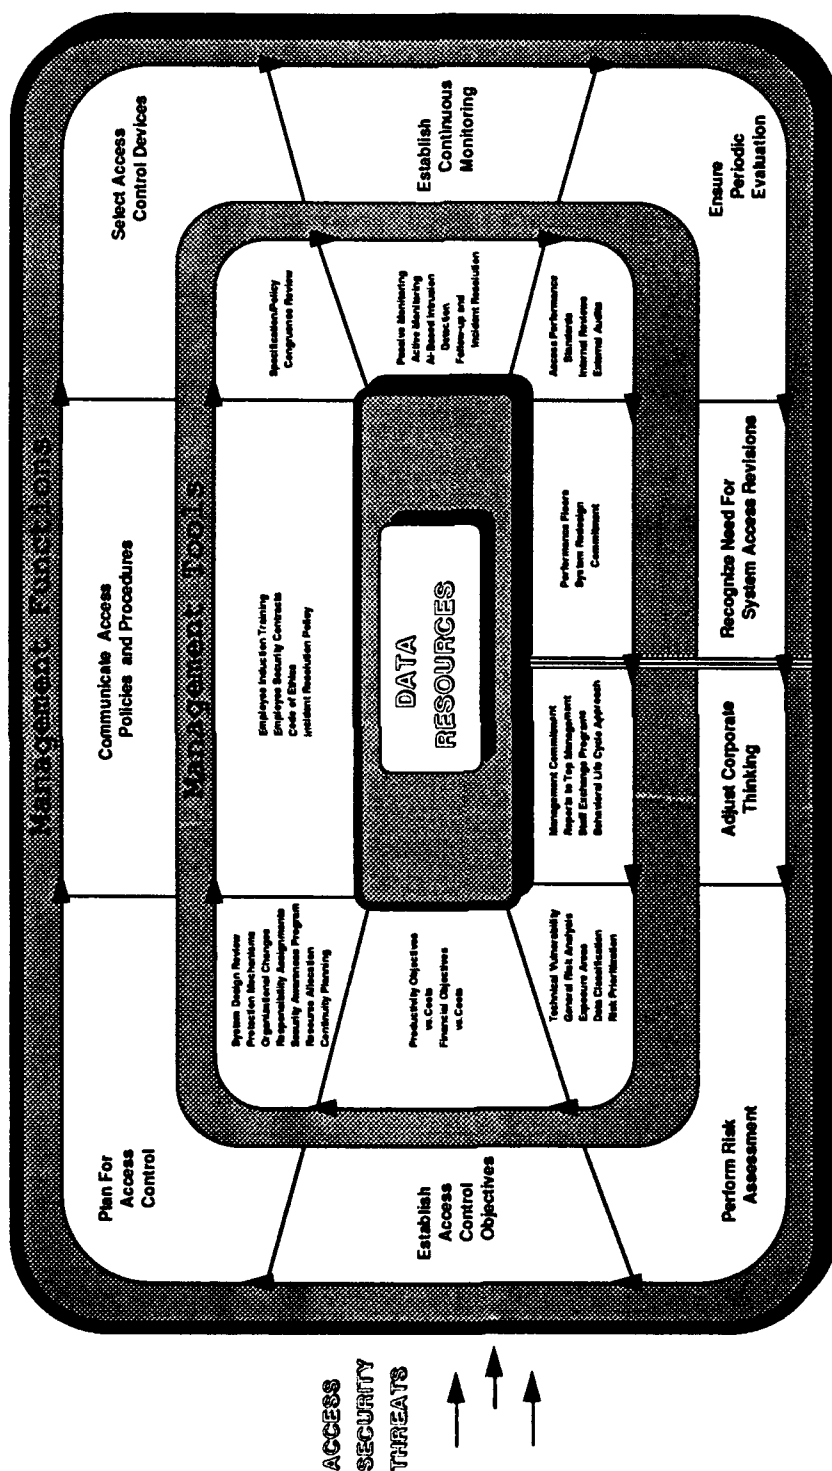 Management Functions
Plan For
Access
Control
Communicate Access
Policies and Procedures
Select Access
Control Devices
Management Tools
System Design Review
Protection Mechanisms
Organizational Changes
Responsibility Assignments
Security Awareness Program
Resource Allocation
Continuity Planning
Employee Induction Training
Employee Security Contracts
Code of Ethics
Incident Resolution Policy
Specification/Policy
Congruence Review
ACCESS
SECURITY
THREATS
Establish
Access
Control
Objectives
Productivity Objectives
vs. Costs
Financial Objectives
vs. Costs
DATA
RESOURCES
Passive Monitoring
Active Monitoring
AI-Based Intrusion
Detection
Follow-up and
Incident Resolution
Establish
Continuous
Monitoring
Technical Vulnerability
General Risk Analysis
Exposure Areas
Data Classification
Risk Prioritization
Management Commitment
Reports to Top Management
Staff Exchange Programs
Behavioral Life Cycle Approach
Performance Floors
System Redesign
Commitment
Access Performance
Standards
Internal Reviews
External Audits
Perform Risk
Assessment
Adjust Corporate
Thinking
Recognize Need For
System Access Revisions
Ensure
Periodic
Evaluation